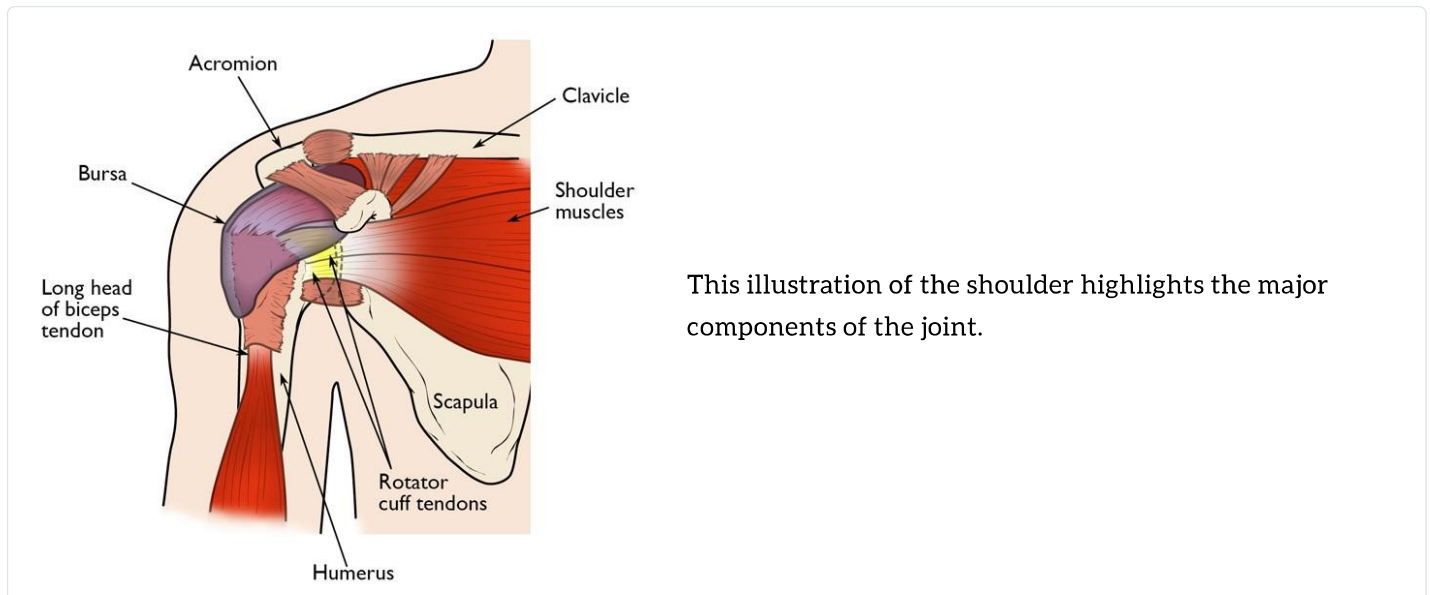 Acromion
Clavicle
Bursa
Shoulder
muscles
Long head
of biceps
tendon
Scapula
Rotator
cuff tendons
Humerus
This illustration of the shoulder highlights the major
components of the joint.